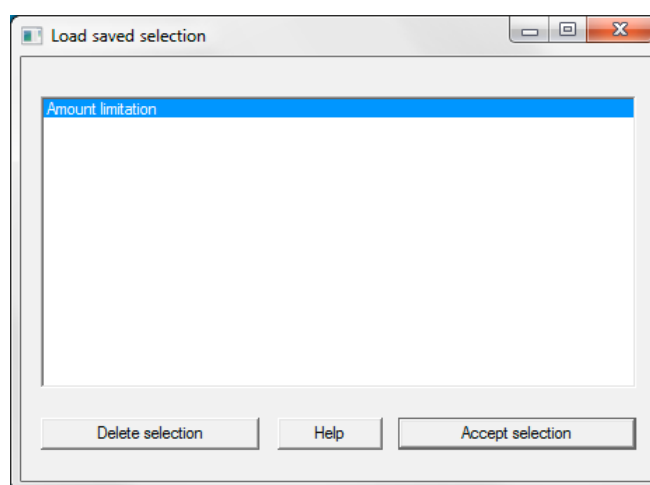 Load saved selection
Amount limitation
Delete selection
Help
Accept selection